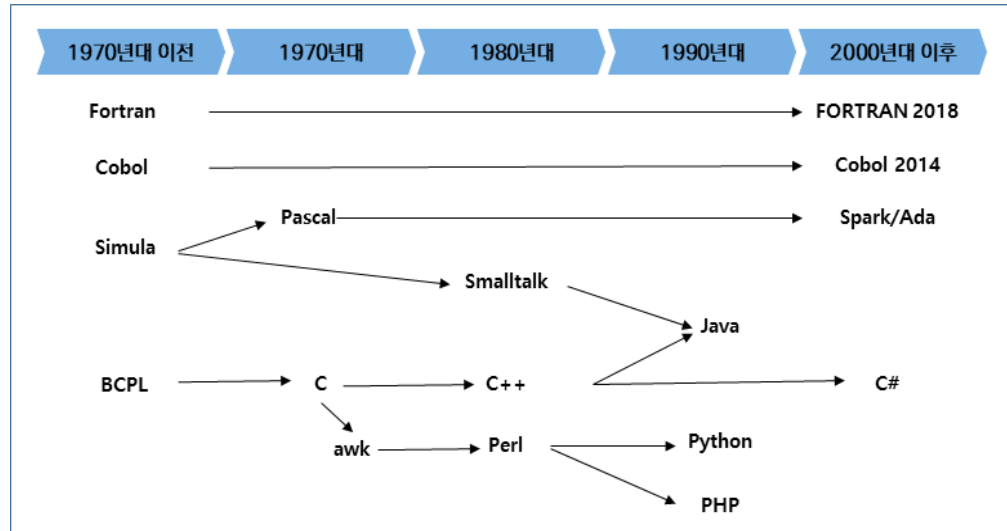 1970년대 이전
1970년대
1980년대
1990년대
2000년대 이후
Fortran
FORTRAN 2018
Cobol
Cobol 2014
Pascal
Spark/Ada
Simula
Smalltalk
Java
BCPL
C
C++
C#
awk
Perl
Python
PHP